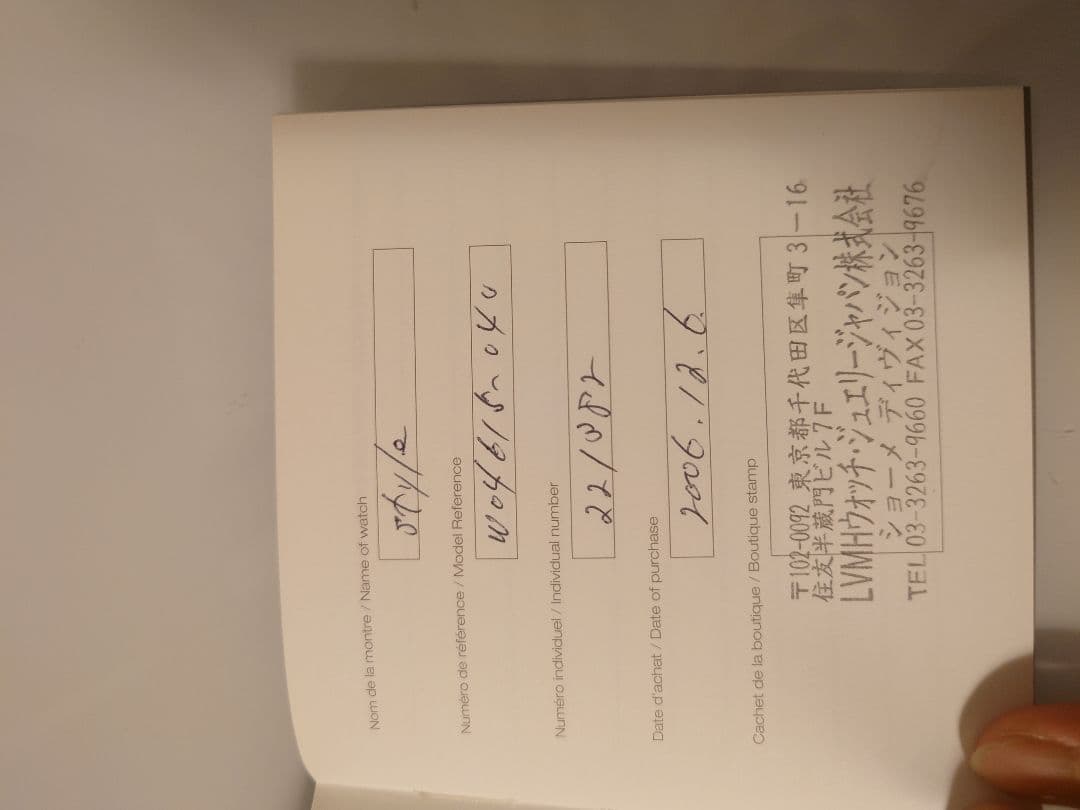 Nom de la montre / Name of watch
style
Numéro de référence / Model Reference
W04615-040
Numéro individuel / Individual number
22/0882
Date d'achat / Date of purchase
2006.12.6.
Cachet de la boutique / Boutique stamp
〒102-0092 東京都千代田区隼町3-16
住友半蔵門ビル7F
LVMHウォッチ・ジュエリージャパン株式会社
ショーメ ディヴィジョン
TEL 03-3263-9660 FAX 03-3263-9676